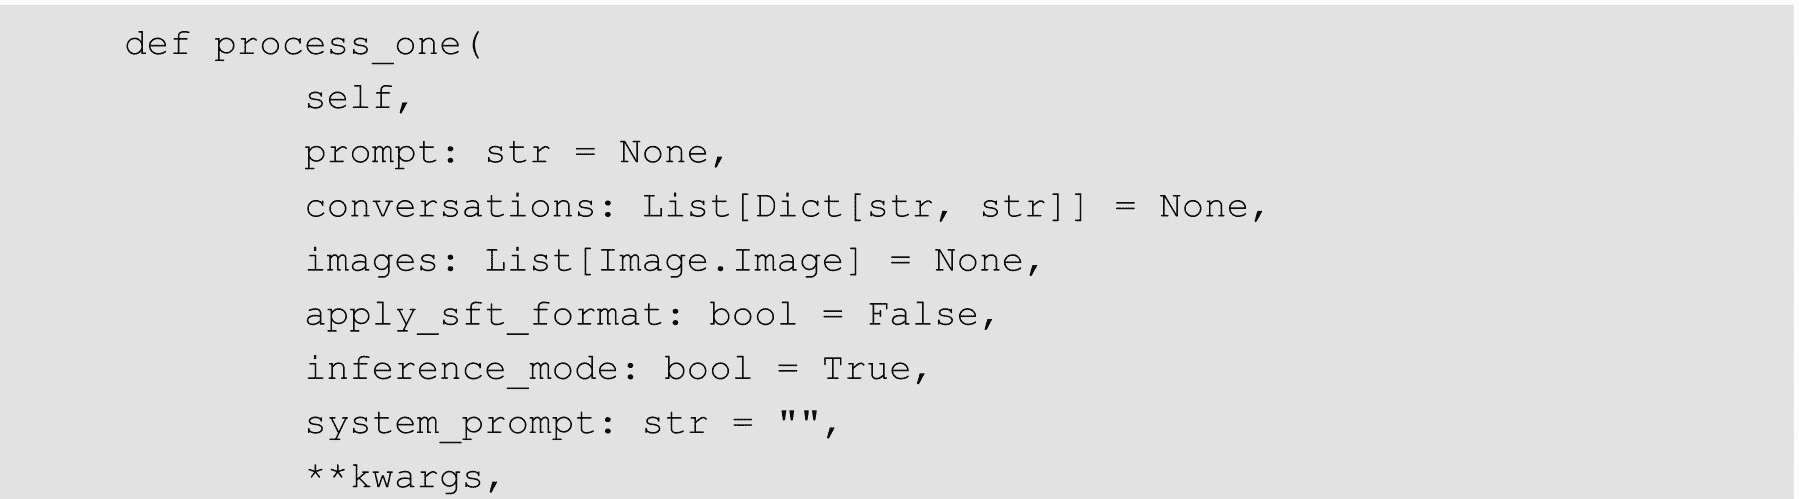 def process_one(
self,
prompt: str = None,
conversations: List[Dict[str, str]] = None,
images: List[Image.Image] = None,
apply_sft_format: bool = False,
inference_mode: bool = True,
system_prompt: str = "",
**kwargs,